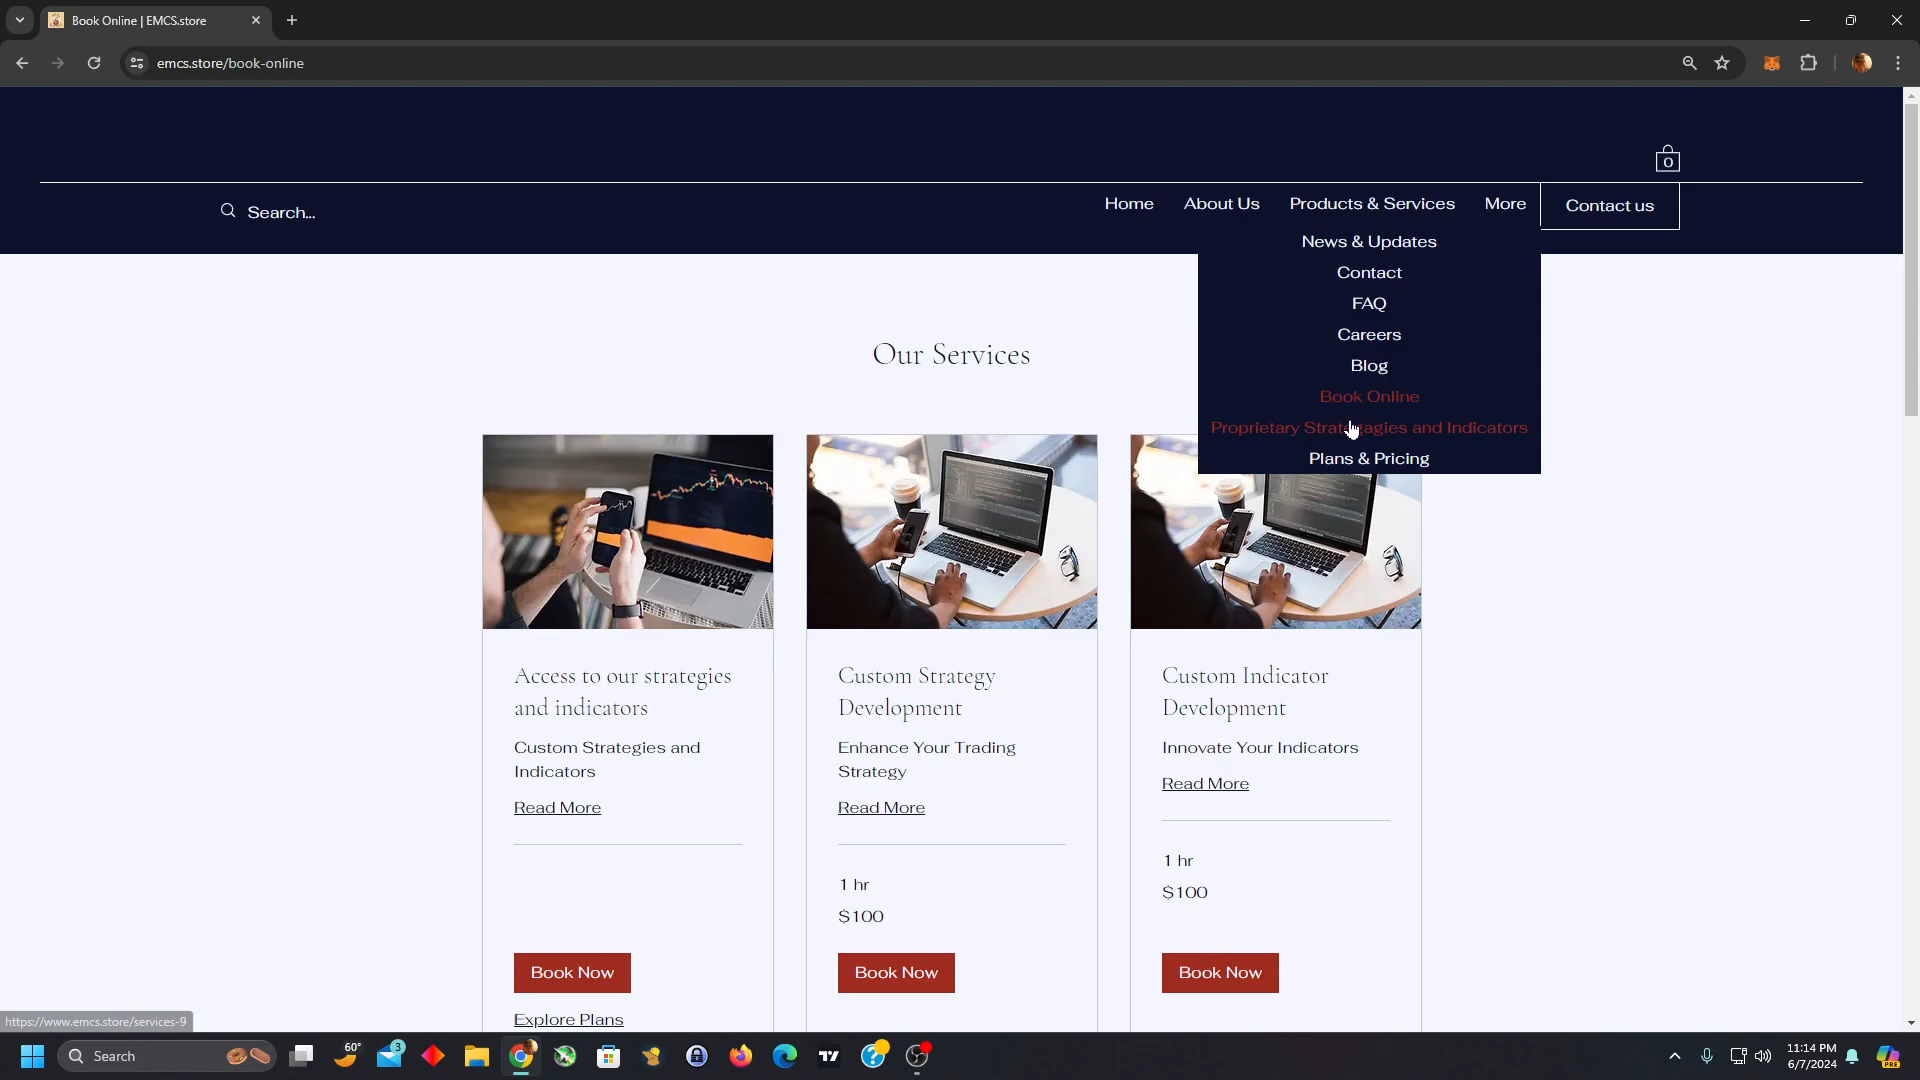 Book Online | EMCS.store
emcs.store/book-online
0
Search...
Home
About Us
Products & Services
More
Contact us
News & Updates
Contact
FAQ
Careers
Blog
Book Online
and Indicators
Proprietary
Plans & Pricing
Our Services
Access to our strategies
and indicators
Custom Strategies and
Indicators
Read More
Book Now
Explore Plans
Custom Strategy
Development
Enhance Your Trading
Strategy
Read More
1 hr
$100
Book Now
Custom Indicator
Development
Innovate Your Indicators
Read More
1 hr
$100
Book Now
https://www.emcs.store/services-9
Search
60°
3
11:14 PM
6/7/2024
PRE